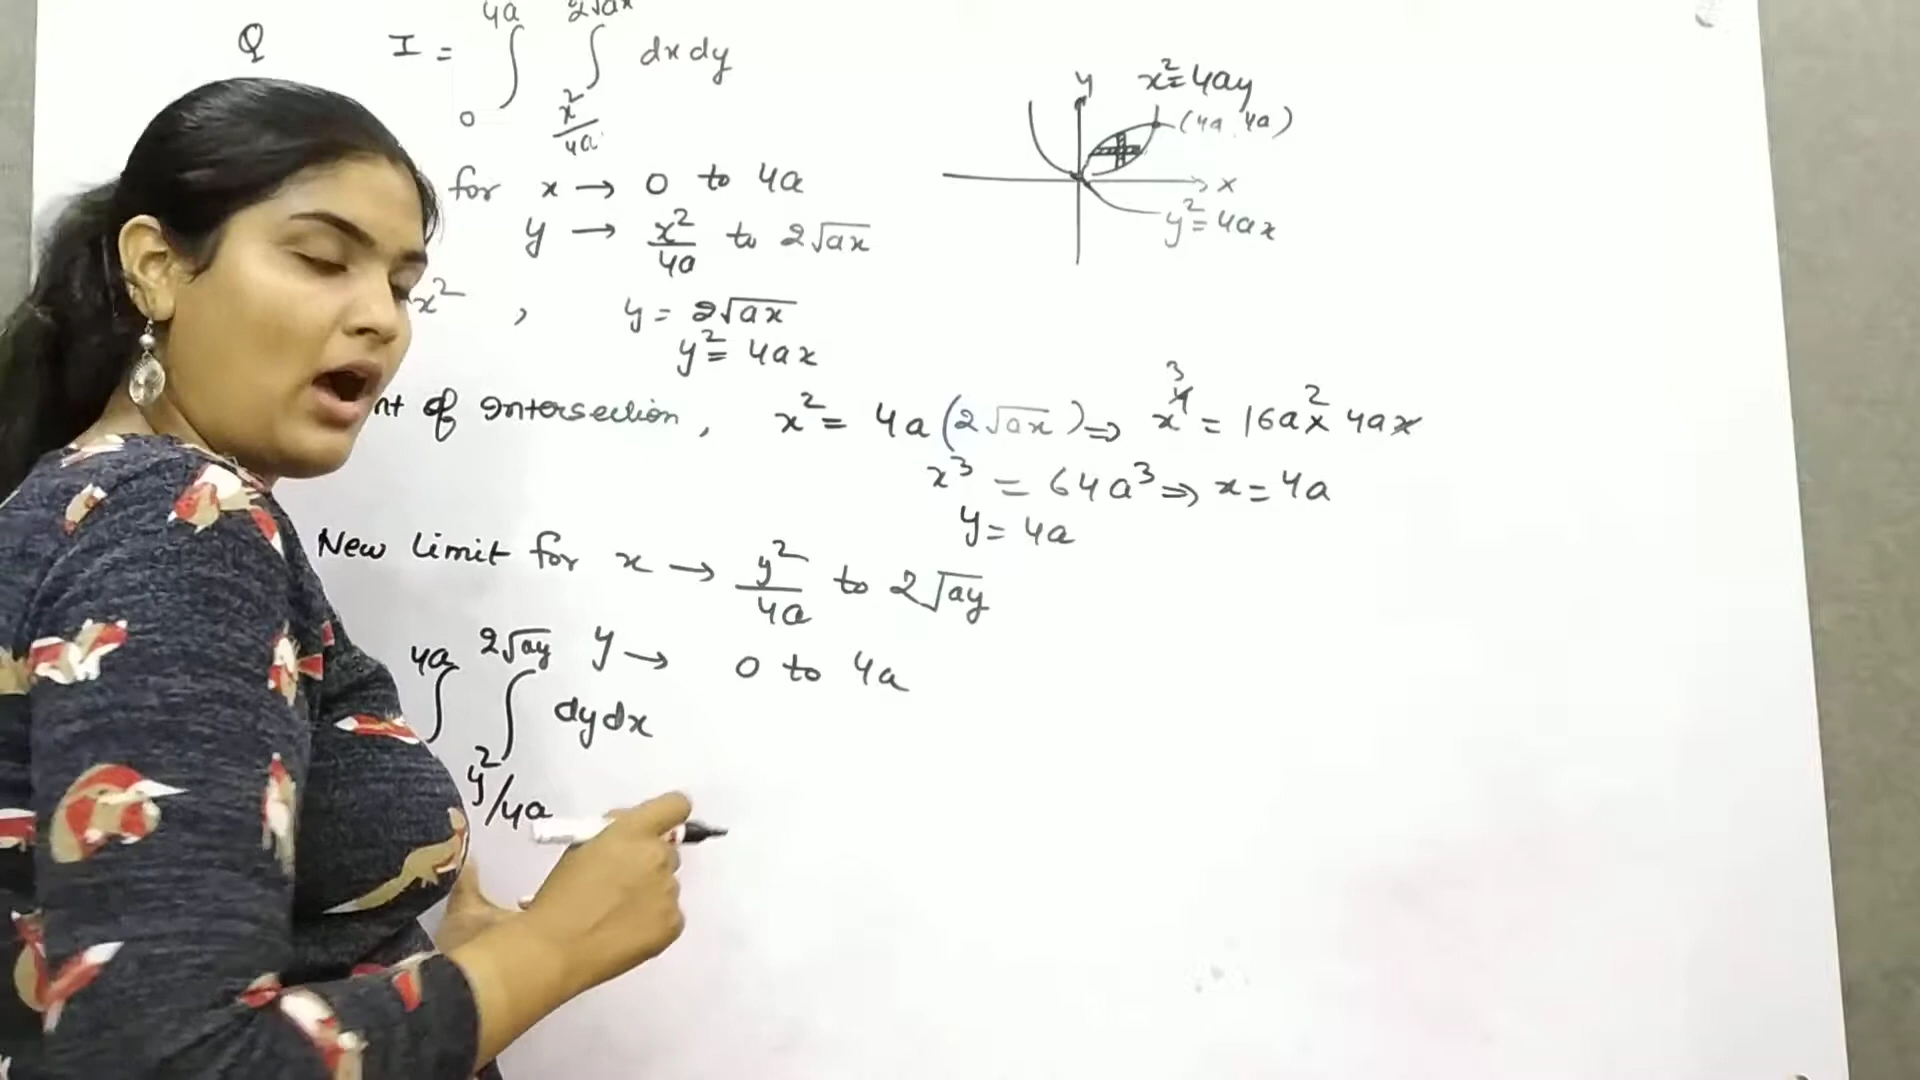 Q I = ∫₀^4a ∫_{x²/4a}^{2√ax} dx dy
for x → 0 to 4a
y → x²/4a to 2√ax
x² , y = 2√ax
y² = 4ax
nt of Intersection, x² = 4a(2√ax) ⇒ x³ = 16a² x 4ax
x³ = 64a³ ⇒ x = 4a
y = 4a
New limit for x → y²/4a to 2√ay
y → 0 to 4a
∫^4a ∫_{y²/4a}^{2√ay} dy dx
y x² = 4ay
(4a, 4a)
x
y² = 4ax